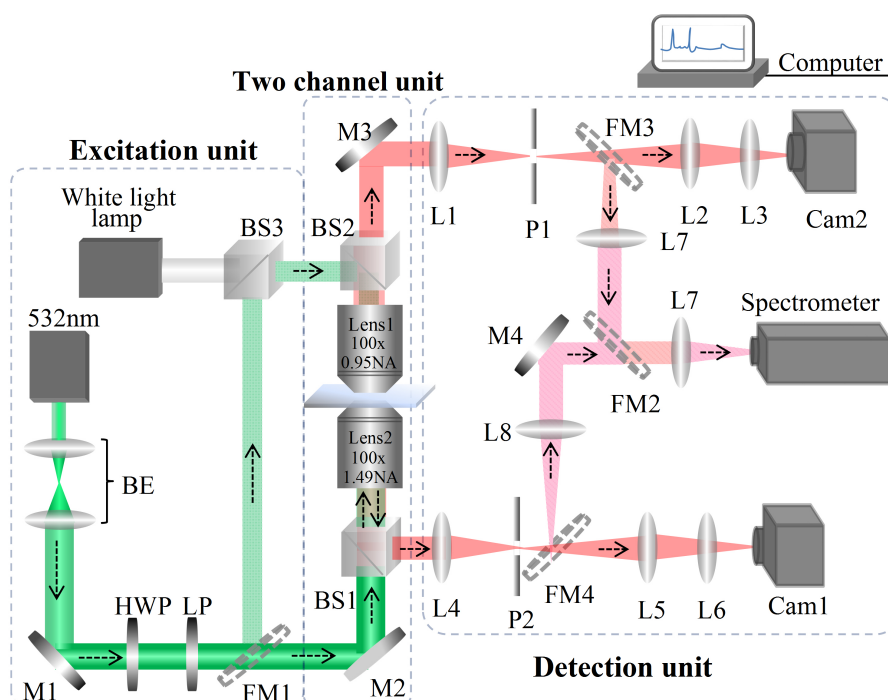 Computer
Two channel unit
M3
FM3
Excitation unit
White light
lamp
BS3
BS2
L1
P1
L2
L3
Cam2
L7
532nm
Lens1
100x
0.95NA
M4
L7
Spectrometer
FM2
Lens2
100x
1.49NA
L8
BE
BS1
L4
P2
FM4
L5
L6
Cam1
HWP
LP
M1
FM1
M2
Detection unit